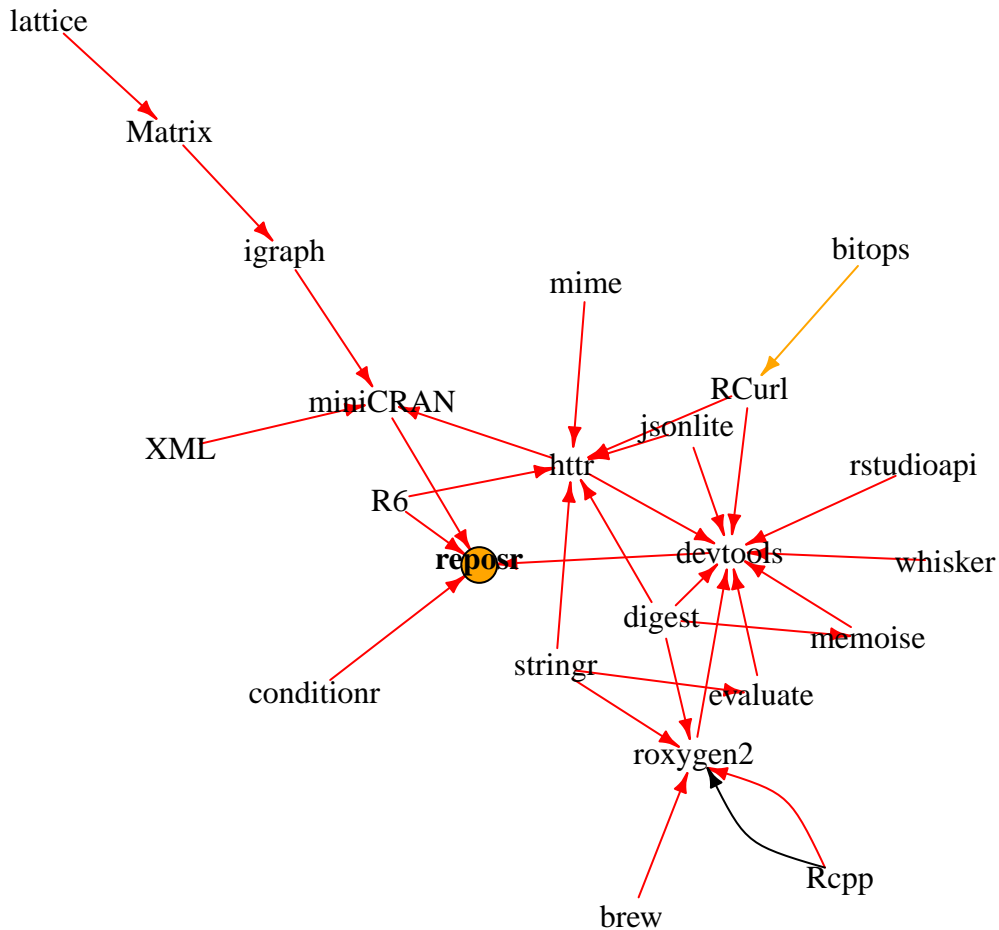 lattice
Matrix
igraph
bitops
mime
RCurl
miniCRAN
jsonlite
XML
httr
rstudioapi
R6
devtools
reposr
whisker
digest
memoise
stringr
conditionr
evaluate
roxygen2
Rcpp
brew